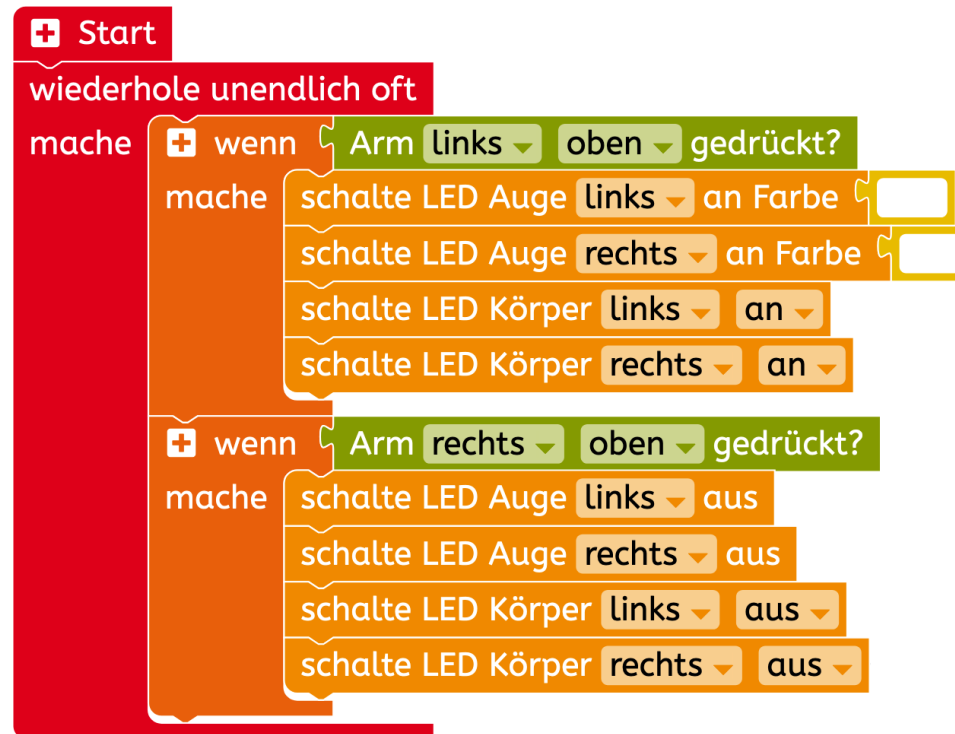 Start
wiederhole unendlich oft
mache wenn Arm links oben gedrückt?
mache schalte LED Auge links an Farbe
schalte LED Auge rechts an Farbe
schalte LED Körper links an
schalte LED Körper rechts an
wenn Arm rechts oben gedrückt?
mache schalte LED Auge links aus
schalte LED Auge rechts aus
schalte LED Körper links aus
schalte LED Körper rechts aus